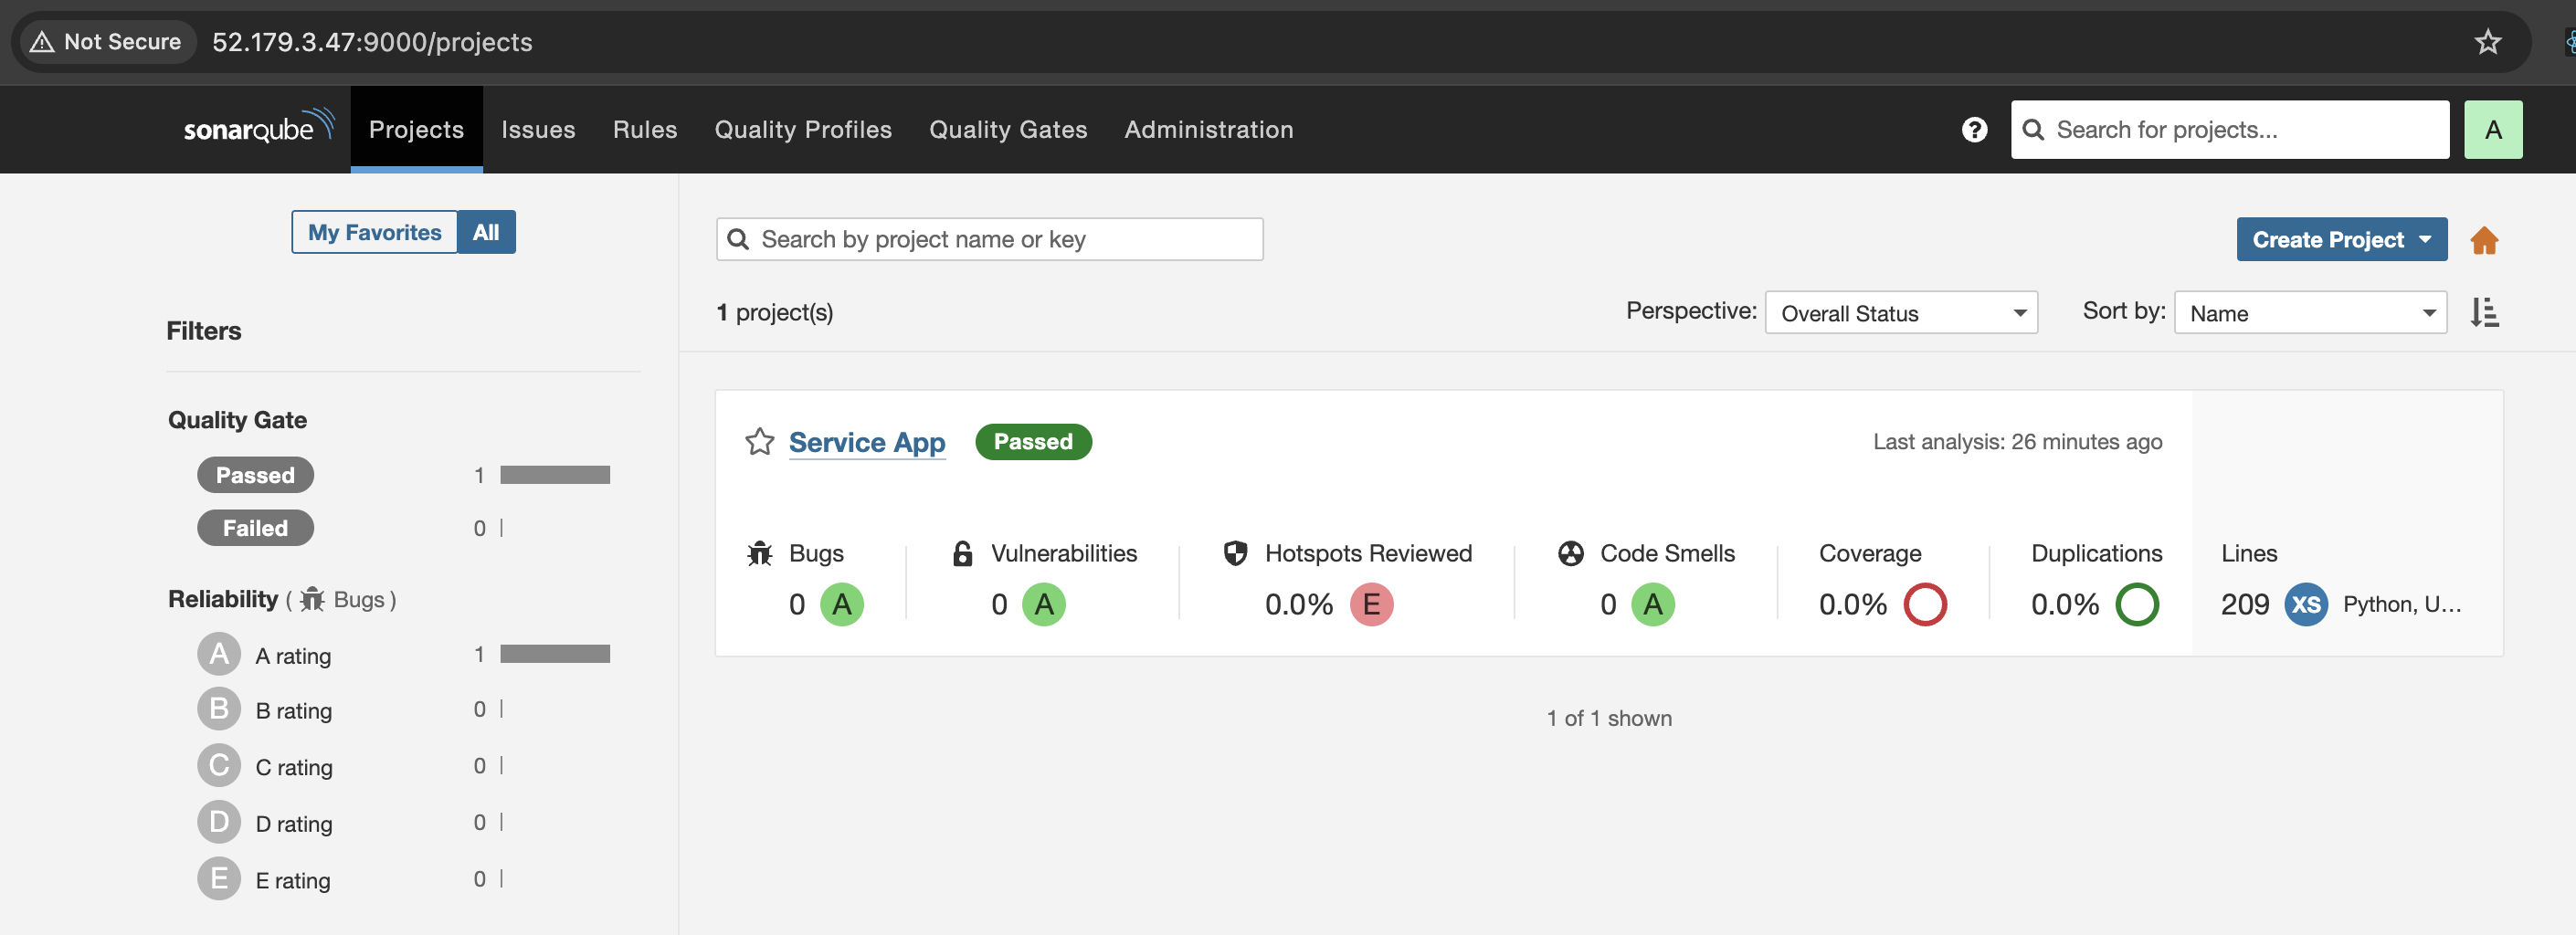 Not Secure 52.179.3.47:9000/projects
sonarqube Projects Issues Rules Quality Profiles Quality Gates Administration ? Search for projects... A
My Favorites All
Filters
Quality Gate
Passed 1
Failed 0
Reliability ( Bugs )
A A rating 1
B B rating 0
C C rating 0
D D rating 0
E E rating 0
Search by project name or key
Create Project
1 project(s)
Perspective: Overall Status Sort by: Name
Service App Passed Last analysis: 26 minutes ago
Bugs Vulnerabilities Hotspots Reviewed Code Smells Coverage Duplications Lines
0 A 0 A 0.0% E 0 A 0.0% 0.0% 209 XS Python, U...
1 of 1 shown